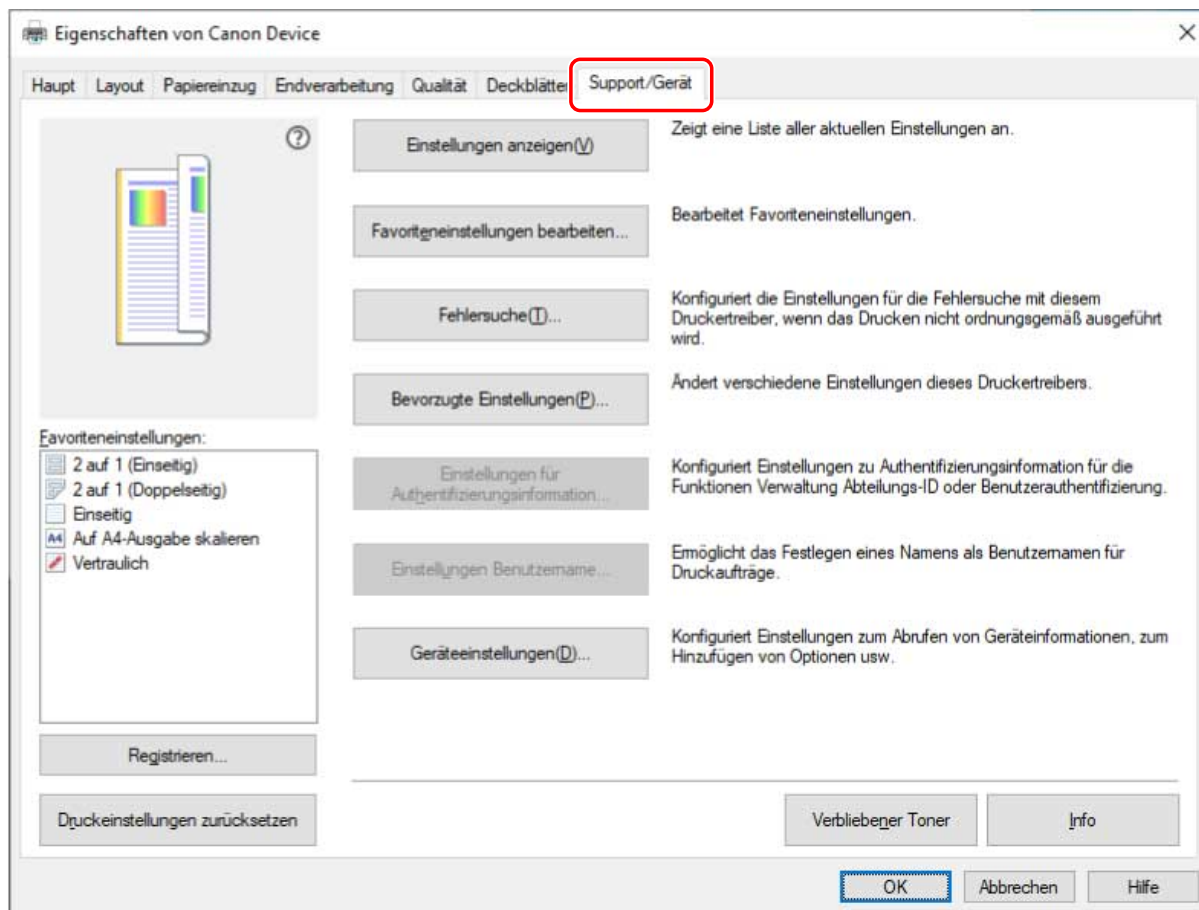 Eigenschaften von Canon Device
Haupt Layout Papiereinzug Endverarbeitung Qualität Deckblätter Support/Gerät
Einstellungen anzeigen(V)
Zeigt eine Liste aller aktuellen Einstellungen an.
Favoriteneinstellungen bearbeiten...
Bearbeitet Favoriteneinstellungen.
Fehlersuche(T)...
Konfiguriert die Einstellungen für die Fehlersuche mit diesem
Druckertreiber, wenn das Drucken nicht ordnungsgemäß ausgeführt
wird.
Bevorzugte Einstellungen(P)...
Ändert verschiedene Einstellungen dieses Druckertreibers.
Favoriteneinstellungen:
2 auf 1 (Einseitig)
2 auf 1 (Doppelseitig)
Einseitig
A4 Auf A4-Ausgabe skalieren
Vertraulich
Einstellungen für
Authentifizierungsinformation...
Konfiguriert Einstellungen zu Authentifizierungsinformation für die
Funktionen Verwaltung Abteilungs-ID oder Benutzerauthentifizierung.
Einstellungen Benutzername...
Ermöglicht das Festlegen eines Namens als Benutzernamen für
Druckaufträge.
Geräteeinstellungen(D)...
Konfiguriert Einstellungen zum Abrufen von Geräteinformationen, zum
Hinzufügen von Optionen usw.
Registrieren...
Druckeinstellungen zurücksetzen
Verbliebener Toner
Info
OK Abbrechen Hilfe